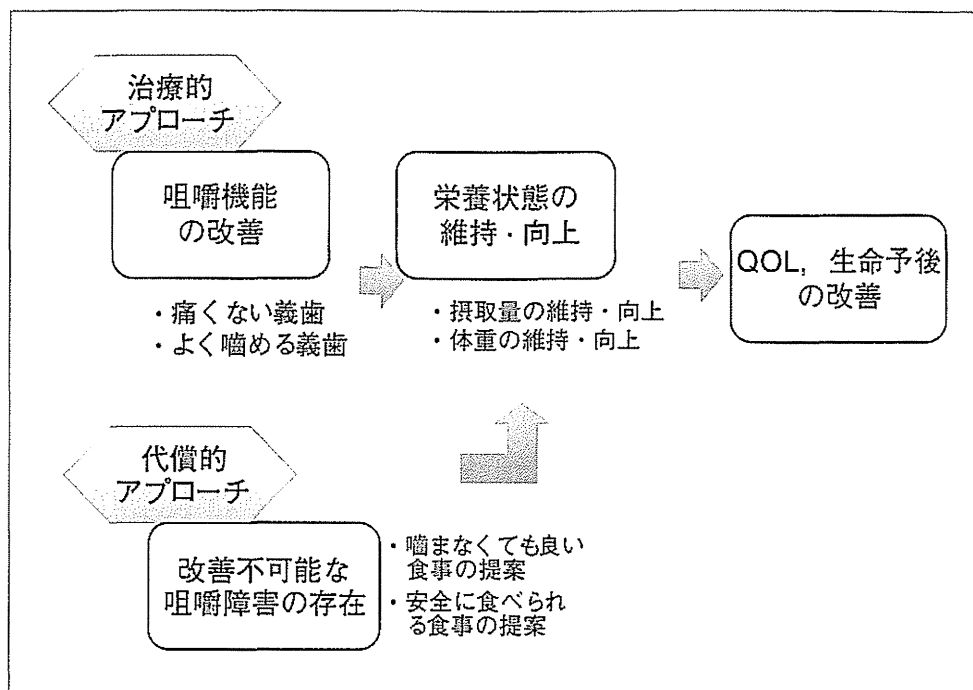 治療的
アプローチ
咀嚼機能
の改善
・痛くない義歯
・よく嚙める義歯
栄養状態の
維持・向上
・摂取量の維持・向上
・体重の維持・向上
QOL，生命予後
の改善
代償的
アプローチ
改善不可能な
咀嚼障害の存在
・嚙まなくても良い
食事の提案
・安全に食べられ
る食事の提案